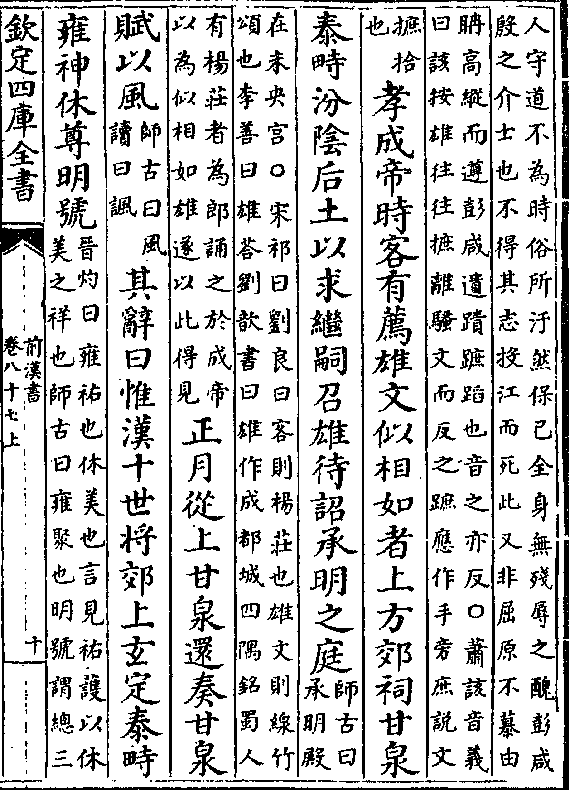 人守道不為時俗所汙然保已全身無殘辱之醜彭咸
殷之介士也不得其志投江而死此又非屈原不慕由
聃高縱而遵彭咸遺蹟蹠蹈也音之亦反○蕭該音義
曰該按雄往往摭離騷文而反之蹠應作手旁庶説文
摭拾
也
孝成帝時客有薦雄文似相如者上方郊祠甘泉
泰畤汾陰后土以求繼嗣召雄待詔承明之庭
師古曰
承明殿
在未央宫○宋祁曰劉良曰客則楊莊也雄文則線竹
頌也李善曰雄荅劉歆書曰雄作成都城四隅銘蜀人
有楊莊者為郎誦之於成帝
以為似相如雄遂以此得見
正月從上甘泉還奏甘泉
賦以風
師古曰風
讀曰諷
其辭曰惟漢十世将郊上玄定泰畤
雍神休尊明號
晉灼曰雍祐也休美也言見祐護以休
美之祥也師古曰雍聚也明號謂總三
欽定四庫全書
前漢書
卷八十七上
十